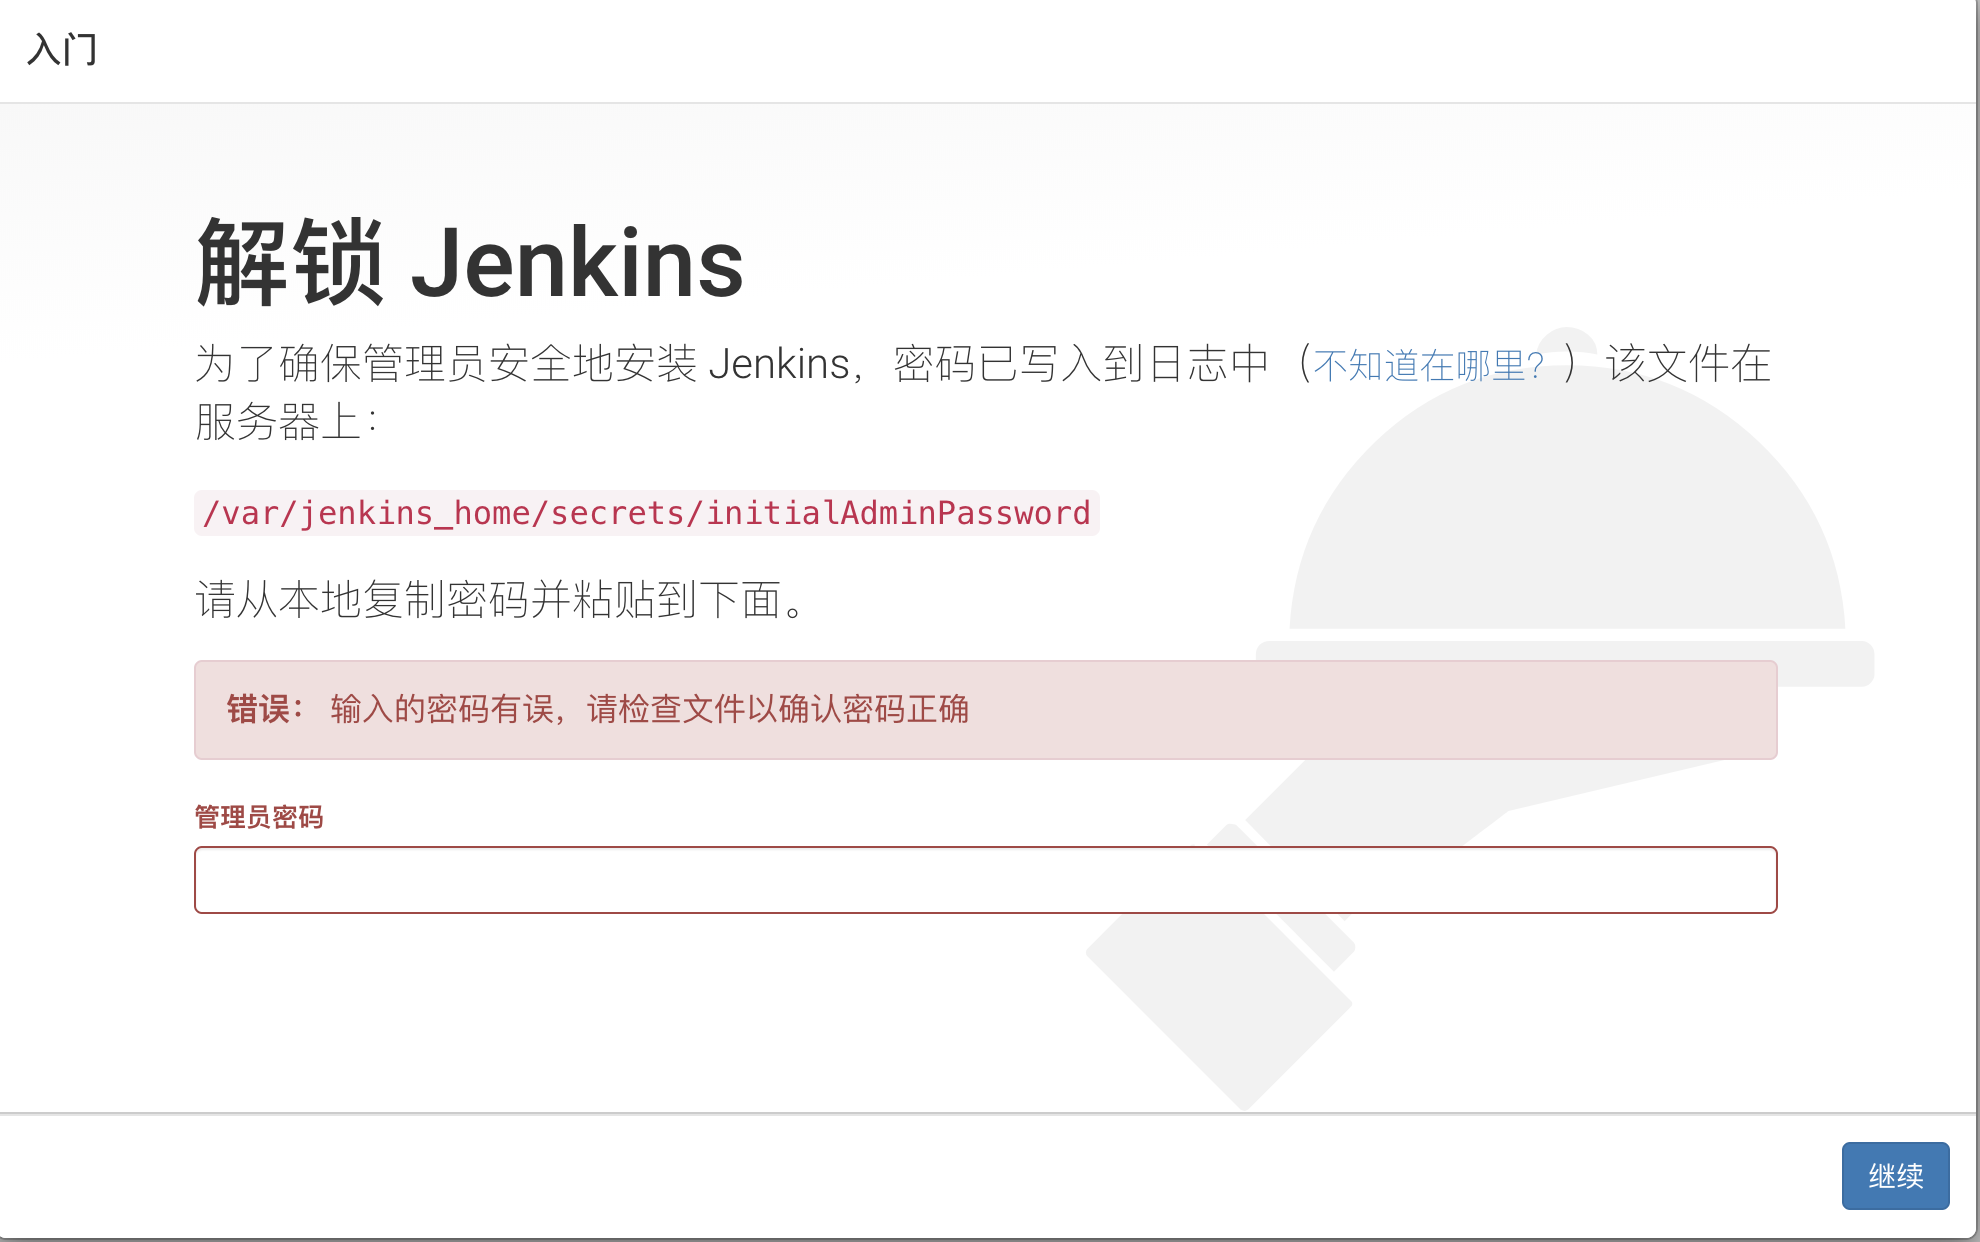 入门
解锁 Jenkins
为了确保管理员安全地安装 Jenkins，密码已写入到日志中（不知道在哪里？）该文件在
服务器上：
/var/jenkins_home/secrets/initialAdminPassword
请从本地复制密码并粘贴到下面。
错误： 输入的密码有误，请检查文件以确认密码正确
管理员密码
继续